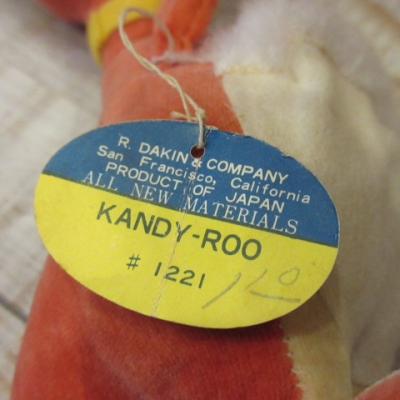 R. DAKIN & COMPANY
San Francisco, California
PRODUCT OF JAPAN
ALL NEW MATERIALS
KANDY-ROO
# 1221